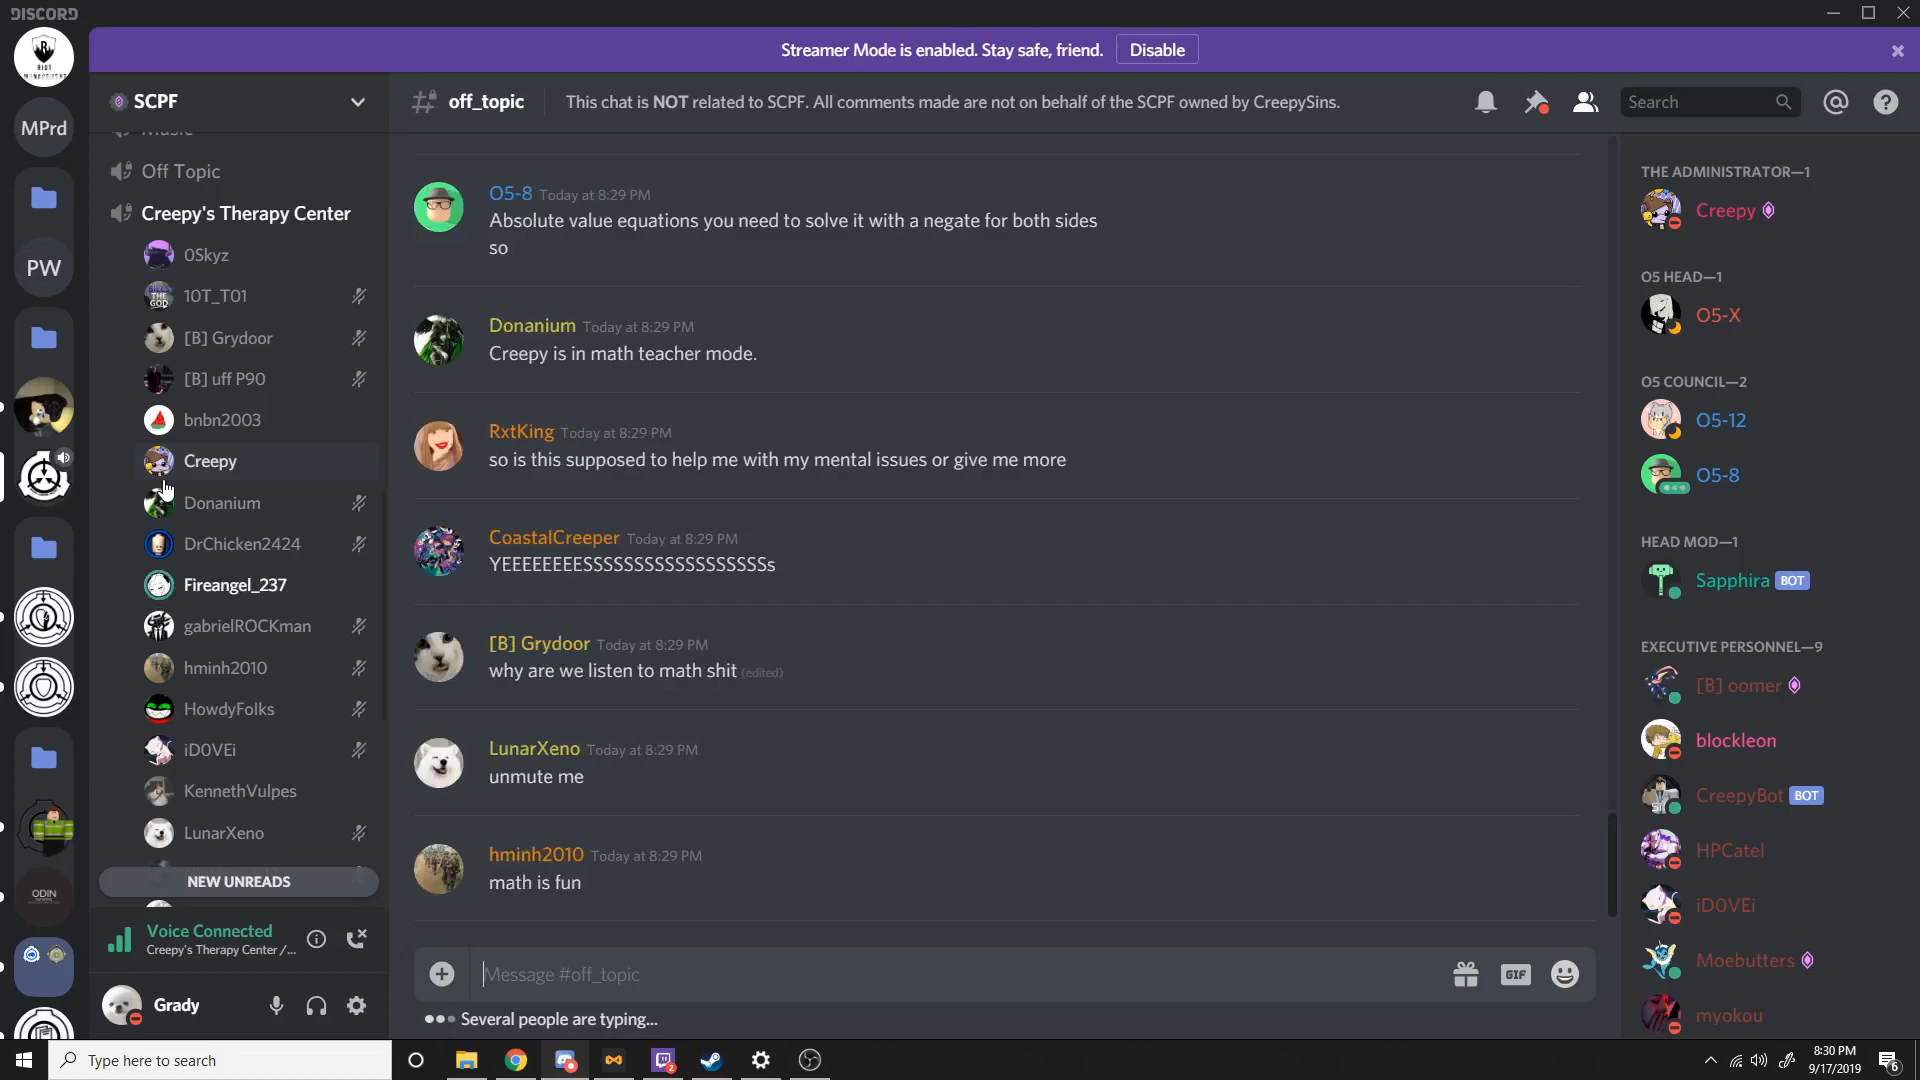 DISCORD
Streamer Mode is enabled. Stay safe, friend.
Disable
RIOT
MPrd
PW
ODIN
SCPF
Music
Off Topic
Creepy's Therapy Center
0Skyz
10T_T01
[B] Grydoor
[B] uff P90
bnbn2003
Creepy
Donanium
DrChicken2424
Fireangel_237
gabrielROCKman
hminh2010
HowdyFolks
iD0VEi
KennethVulpes
LunarXeno
NEW UNREADS
Voice Connected
Creepy's Therapy Center /...
Grady
off_topic
This chat is NOT related to SCPF. All comments made are not on behalf of the SCPF owned by CreepySins.
Search
O5-8 Today at 8:29 PM
Absolute value equations you need to solve it with a negate for both sides
so
Donanium Today at 8:29 PM
Creepy is in math teacher mode.
RxtKing Today at 8:29 PM
so is this supposed to help me with my mental issues or give me more
CoastalCreeper Today at 8:29 PM
YEEEEEEEESSSSSSSSSSSSSSSSSSs
[B] Grydoor Today at 8:29 PM
why are we listen to math shit (edited)
LunarXeno Today at 8:29 PM
unmute me
hminh2010 Today at 8:29 PM
math is fun
Message #off_topic
GIF
Several people are typing...
THE ADMINISTRATOR—1
Creepy
O5 HEAD—1
O5-X
O5 COUNCIL—2
O5-12
O5-8
HEAD MOD—1
Sapphira BOT
EXECUTIVE PERSONNEL—9
[B] oomer
blockleon
CreepyBot BOT
HPCatel
iD0VEi
Moebutters
myokou
Type here to search
2
8:30 PM
9/17/2019
6